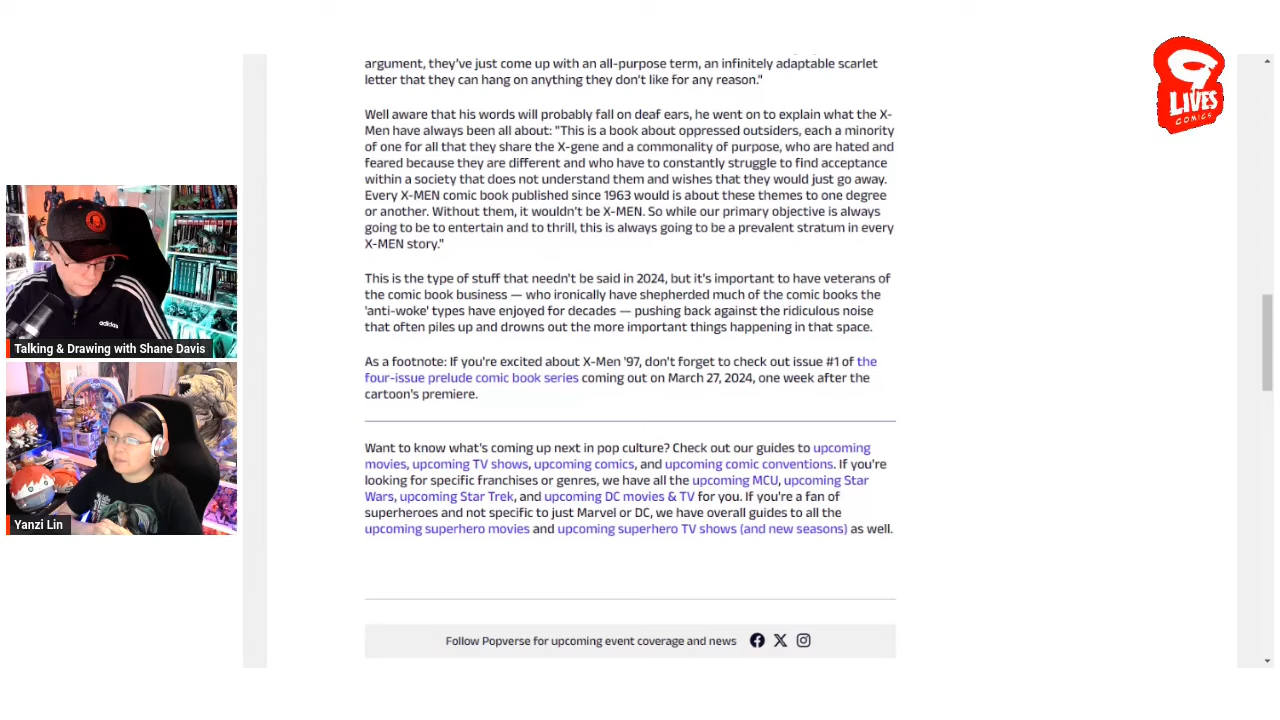 argument, they've just come up with an all-purpose term, an infinitely adaptable scarlet
letter that they can hang on anything they don't like for any reason."
Well aware that his words will probably fall on deaf ears, he went on to explain what the X-
Men have always been all about: "This is a book about oppressed outsiders, each a minority
of one for all that they share the X-gene and a commonality of purpose, who are hated and
feared because they are different and who have to constantly struggle to find acceptance
within a society that does not understand them and wishes that they would just go away.
Every X-MEN comic book published since 1963 would is about these themes to one degree
or another. Without them, it wouldn't be X-MEN. So while our primary objective is always
going to be to entertain and to thrill, this is always going to be a prevalent stratum in every
X-MEN story."
This is the type of stuff that needn't be said in 2024, but it's important to have veterans of
the comic book business — who ironically have shepherded much of the comic books the
'anti-woke' types have enjoyed for decades — pushing back against the ridiculous noise
that often piles up and drowns out the more important things happening in that space.
As a footnote: If you're excited about X-Men '97, don't forget to check out issue #1 of the
four-issue prelude comic book series coming out on March 27, 2024, one week after the
cartoon's premiere.
Want to know what's coming up next in pop culture? Check out our guides to upcoming
movies, upcoming TV shows, upcoming comics, and upcoming comic conventions. If you're
looking for specific franchises or genres, we have all the upcoming MCU, upcoming Star
Wars, upcoming Star Trek, and upcoming DC movies & TV for you. If you're a fan of
superheroes and not specific to just Marvel or DC, we have overall guides to all the
upcoming superhero movies and upcoming superhero TV shows (and new seasons) as well.
Follow Popverse for upcoming event coverage and news
9
LIVES
COMICS
adidas
Talking & Drawing with Shane Davis
Yanzi Lin